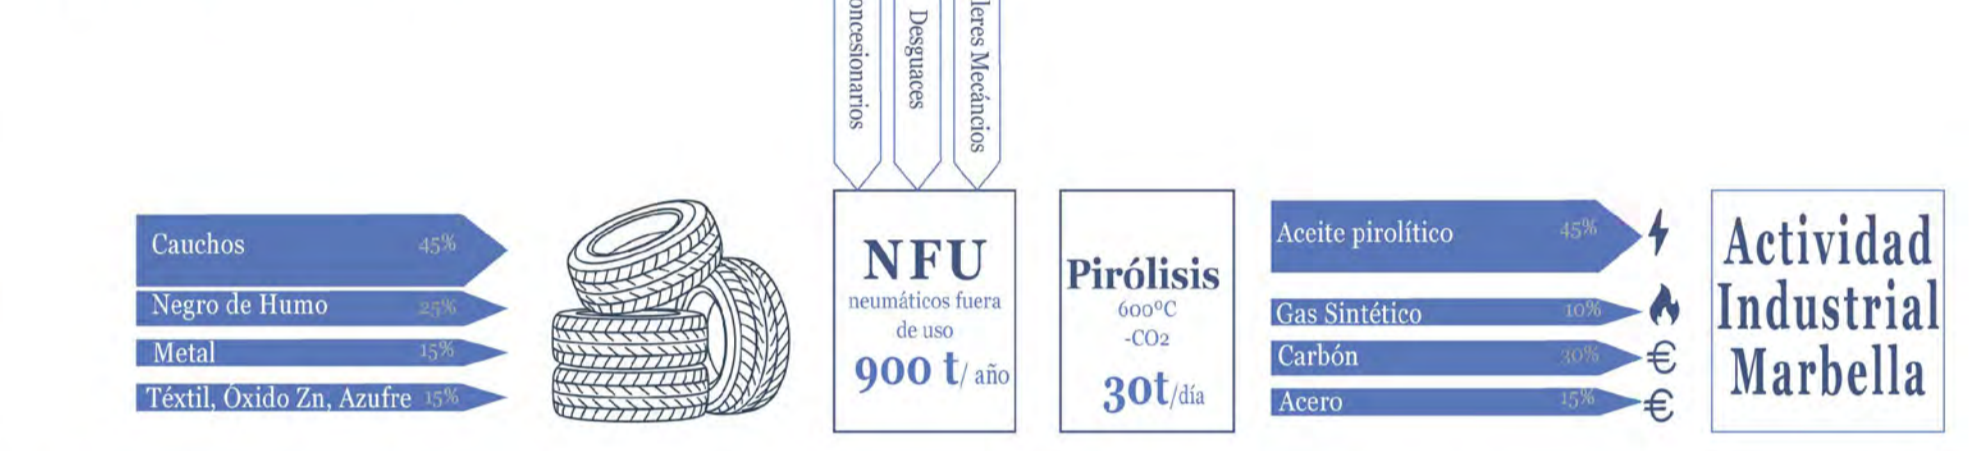 oncesionarios
Desguaces
leres Mecáncios
Cauchos 45%
Negro de Humo 25%
Metal 15%
Téxtil, Óxido Zn, Azufre 15%
NFU
neumáticos fuera
de uso
900 t/ año
Pirólisis
600ºC
-CO2
30t/día
Aceite pirolítico 45%
Gas Sintético 10%
Carbón 30%
Acero 15%
€
€
Actividad
Industrial
Marbella